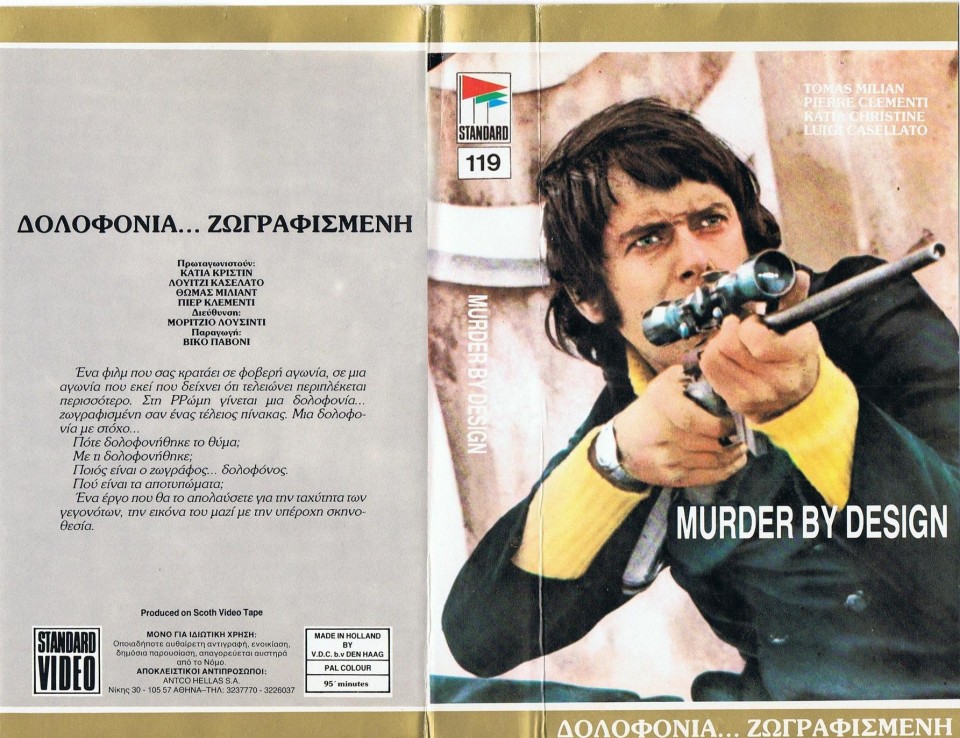 ΔΟΛΟΦΟΝΙΑ... ΖΩΓΡΑΦΙΣΜΕΝΗ
Πρωταγωνιστούν:
ΚΑΤΙΑ ΚΡΙΣΤΙΝ
ΛΟΥΙΤΖΙ ΚΑΣΕΛΑΤΟ
ΘΩΜΑΣ ΜΙΛΙΑΝΤ
ΠΙΕΡ ΚΛΕΜΕΝΤΙ
Διεύθυνση:
ΜΟΡΙΤΖΙΟ ΛΟΥΣΙΝΤΙ
Παραγωγή:
ΒΙΚΟ ΠΑΒΟΝΙ
Ένα φιλμ που σας κρατάει σε φοβερή αγωνία, σε μια
αγωνία που εκεί που δείχνει ότι τελειώνει περιπλέκεται
περισσότερο. Στη ΡΡώμη γίνεται μια δολοφονία...
ζωγραφισμένη σαν ένας τέλειος πίνακας. Μια δολοφο-
νία με στόχο...
Πότε δολοφονήθηκε το θύμα;
Με τι δολοφονήθηκε;
Ποιός είναι ο ζωγράφος... δολοφόνος.
Πού είναι τα αποτυπώματα;
Ένα έργο που θα το απολαύσετε για την ταχύτητα των
γεγονότων, την εικόνα του μαζί με την υπέροχη σκηνο-
θεσία.
Produced on Scoth Video Tape
STANDARD
VIDEO
ΜΟΝΟ ΓΙΑ ΙΔΙΩΤΙΚΗ ΧΡΗΣΗ:
Οποιαδήποτε αυθαίρετη αντιγραφή, ενοικίαση,
δημόσια παρουσίαση, απαγορεύεται αυστηρά
από το Νόμο.
ΑΠΟΚΛΕΙΣΤΙΚΟΙ ΑΝΤΙΠΡΟΣΩΠΟΙ:
ANTCO HELLAS S.A.
Νίκης 30 - 105 57 ΑΘΗΝΑ-ΤΗΛ: 3237770 - 3226037
MADE IN HOLLAND
BY
V.D.C. b.v DEN HAAG
PAL COLOUR
95΄minutes
STANDARD
119
MURDER BY DESIGN
TOMAS MILIAN
PIERRE CLEMENTI
KATIA CHRISTINE
LUIGI CASELLATO
MURDER BY DESIGN
ΔΟΛΟΦΟΝΙΑ... ΖΩΓΡΑΦΙΣΜΕΝΗ